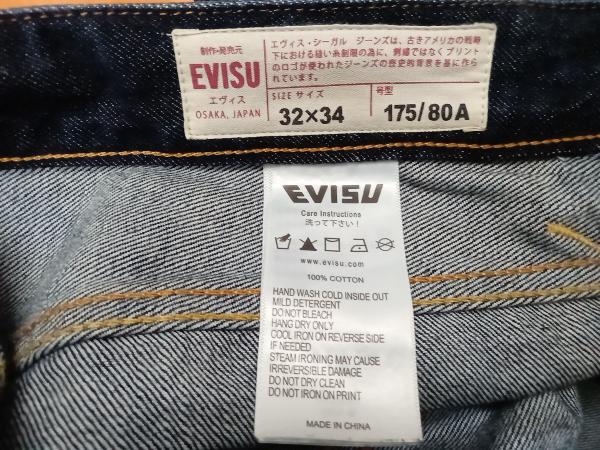 制作・発売元
EVISU
エヴィス
OSAKA, JAPAN
エヴィス・シーガル ジーンズは、古きアメリカの戦時
下における縫い糸制限の為に、刺繍ではなくプリント
のロゴが使われたジーンズの歴史的背景を基に作ら
れています。
SIZE サイズ
32×34
号型
175/80A
EVISU
Care Instructions
洗って下さい!
www.evisu.com
100% COTTON
HAND WASH COLD INSIDE OUT
MILD DETERGENT
DO NOT BLEACH
HANG DRY ONLY
COOL IRON ON REVERSE SIDE
IF NEEDED
STEAM IRONING MAY CAUSE
IRREVERSIBLE DAMAGE
DO NOT DRY CLEAN
DO NOT IRON ON PRINT
MADE IN CHINA